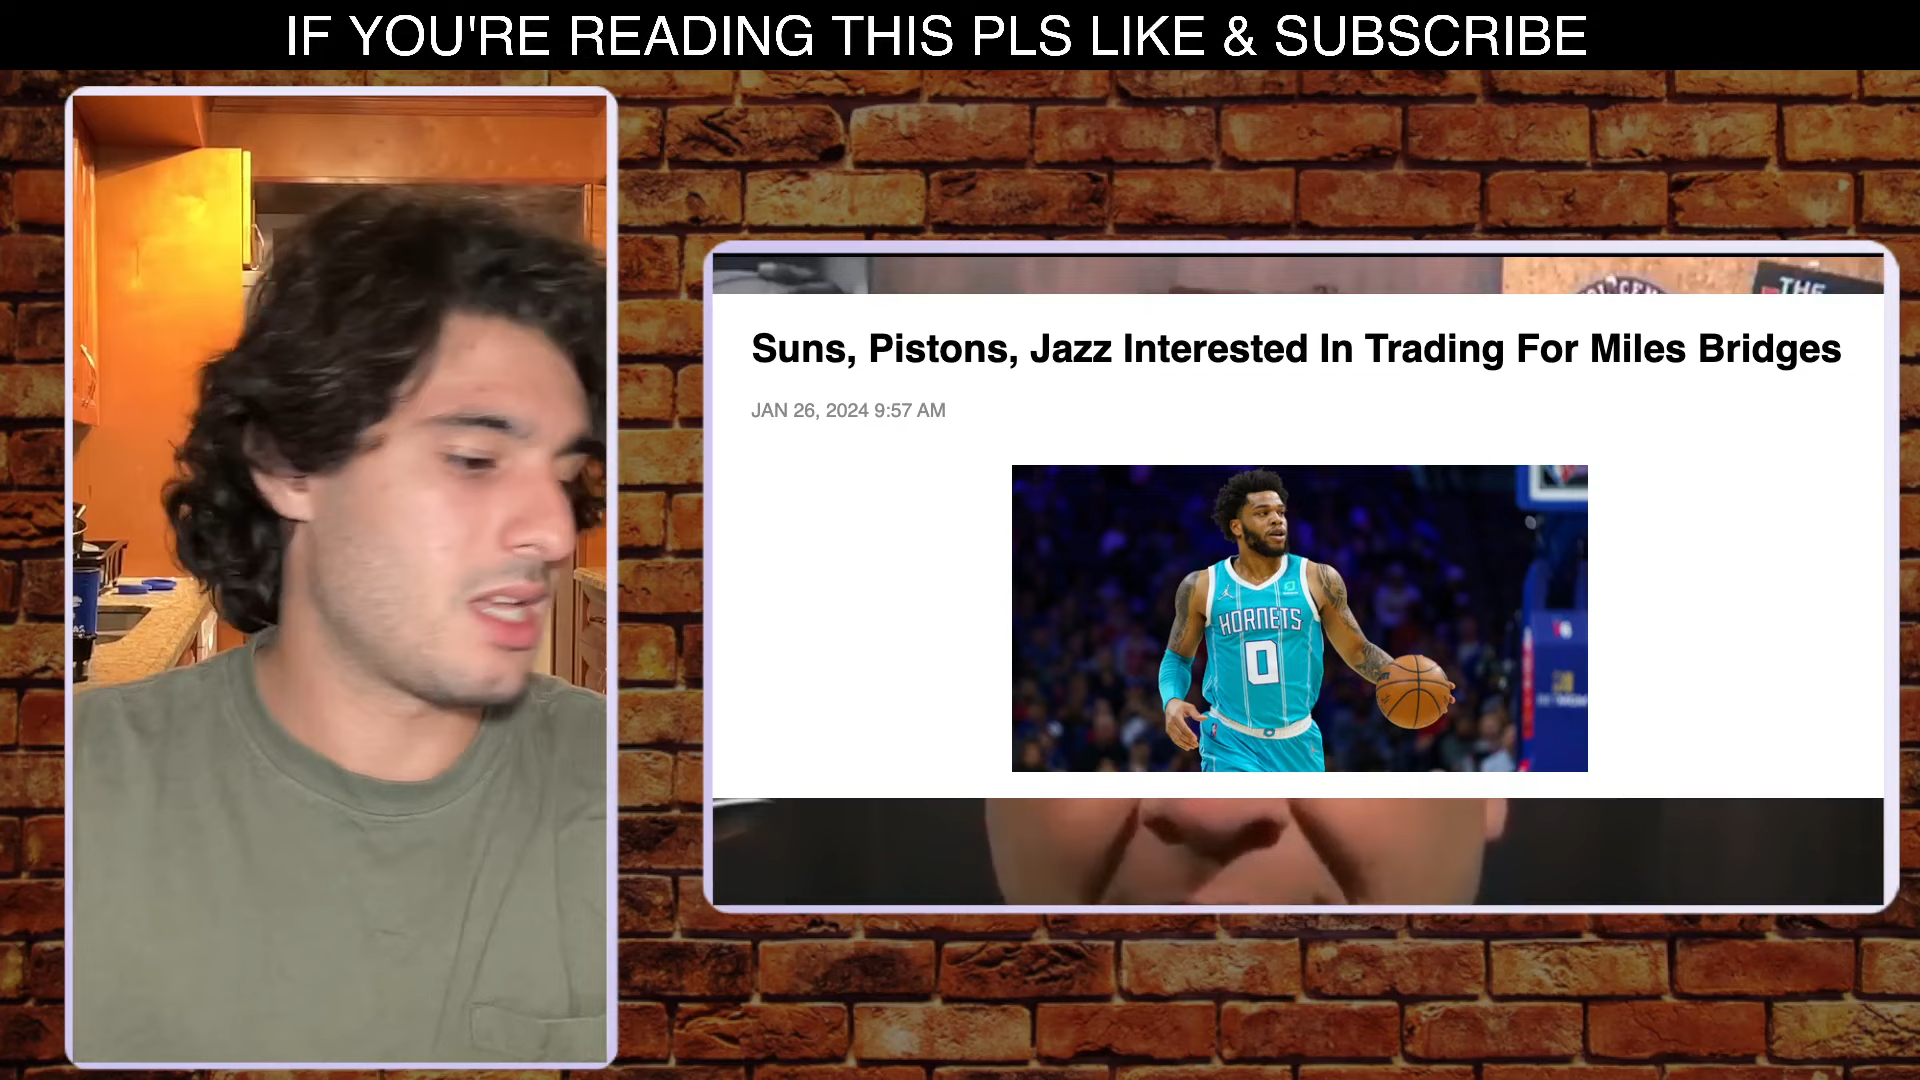 IF YOU'RE READING THIS PLS LIKE & SUBSCRIBE
THE
Suns, Pistons, Jazz Interested In Trading For Miles Bridges
JAN 26, 2024 9:57 AM
HORNETS
0